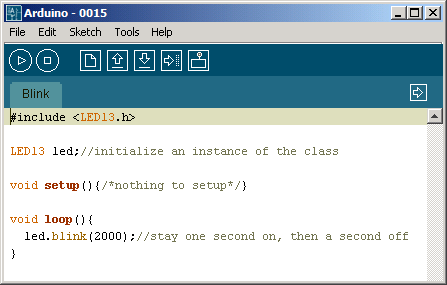 Arduino - 0015
File Edit Sketch Tools Help
Blink
#include <LED13.h>
LED13 led;//initialize an instance of the class
void setup(){/*nothing to setup*/}
void loop(){
  led.blink(2000);//stay one second on, then a second off
}